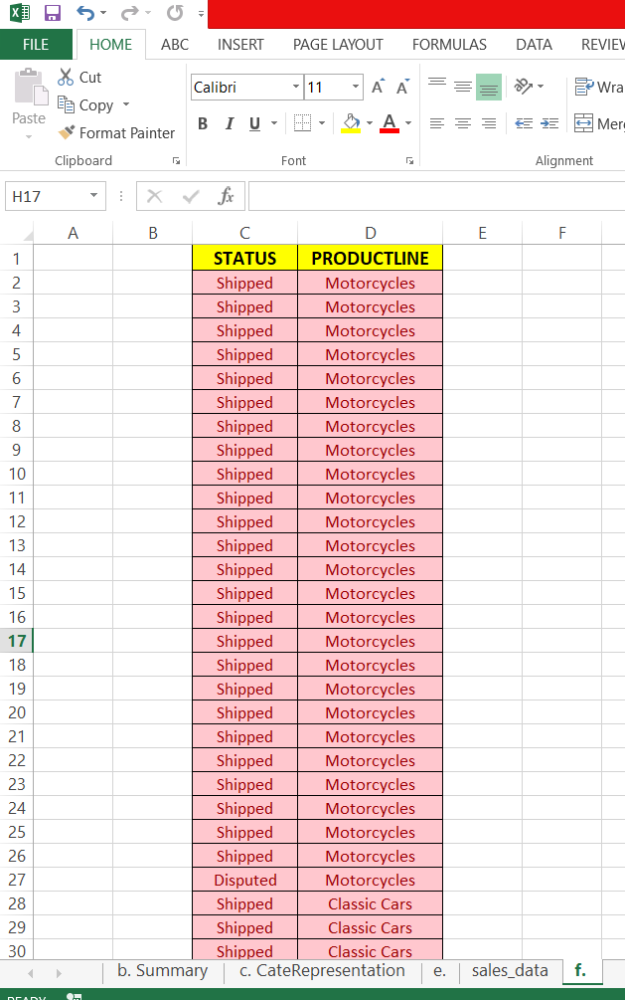 FILE HOME ABC INSERT PAGE LAYOUT FORMULAS DATA REVIEW
Cut
Copy
Format Painter
Paste
Calibri 11
B I U A
Wra
Mer
Clipboard Font Alignment
H17 fx
A B C D E F
1 STATUS PRODUCTLINE
2 Shipped Motorcycles
3 Shipped Motorcycles
4 Shipped Motorcycles
5 Shipped Motorcycles
6 Shipped Motorcycles
7 Shipped Motorcycles
8 Shipped Motorcycles
9 Shipped Motorcycles
10 Shipped Motorcycles
11 Shipped Motorcycles
12 Shipped Motorcycles
13 Shipped Motorcycles
14 Shipped Motorcycles
15 Shipped Motorcycles
16 Shipped Motorcycles
17 Shipped Motorcycles
18 Shipped Motorcycles
19 Shipped Motorcycles
20 Shipped Motorcycles
21 Shipped Motorcycles
22 Shipped Motorcycles
23 Shipped Motorcycles
24 Shipped Motorcycles
25 Shipped Motorcycles
26 Shipped Motorcycles
27 Disputed Motorcycles
28 Shipped Classic Cars
29 Shipped Classic Cars
30 Shipped Classic Cars
b. Summary c. CateRepresentation e. sales_data f.
READY